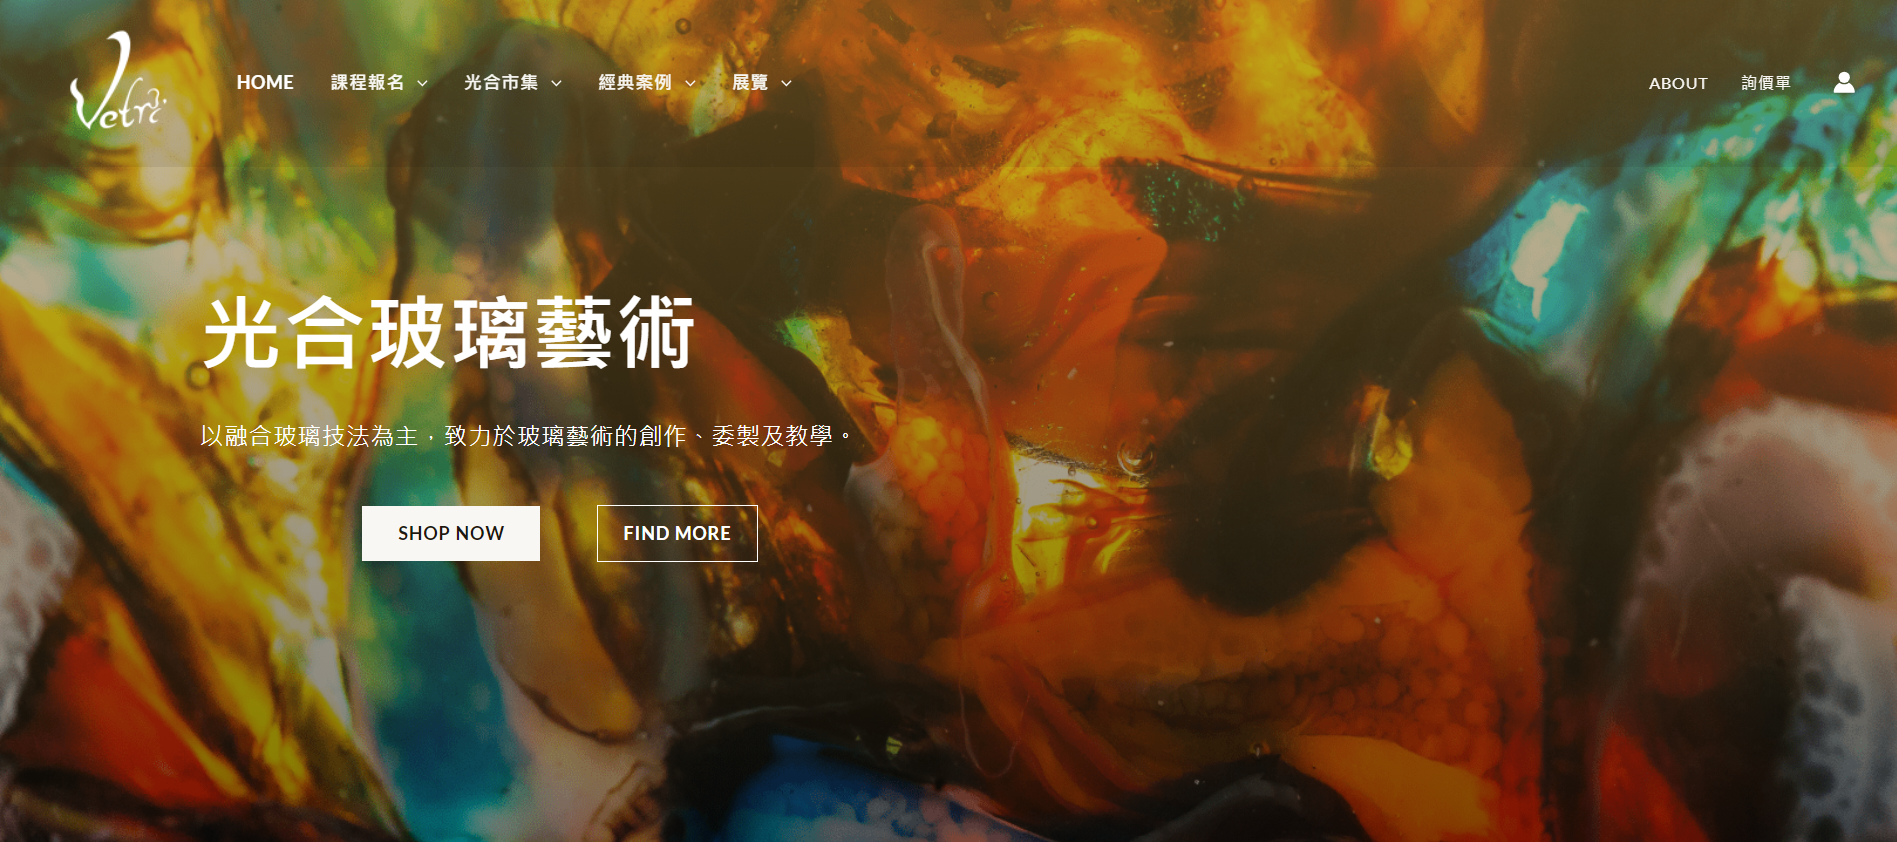 Vetri
HOME 課程報名 光合市集 經典案例 展覽 ABOUT 詢價單
光合玻璃藝術
以融合玻璃技法為主，致力於玻璃藝術的創作、委製及教學。
SHOP NOW FIND MORE